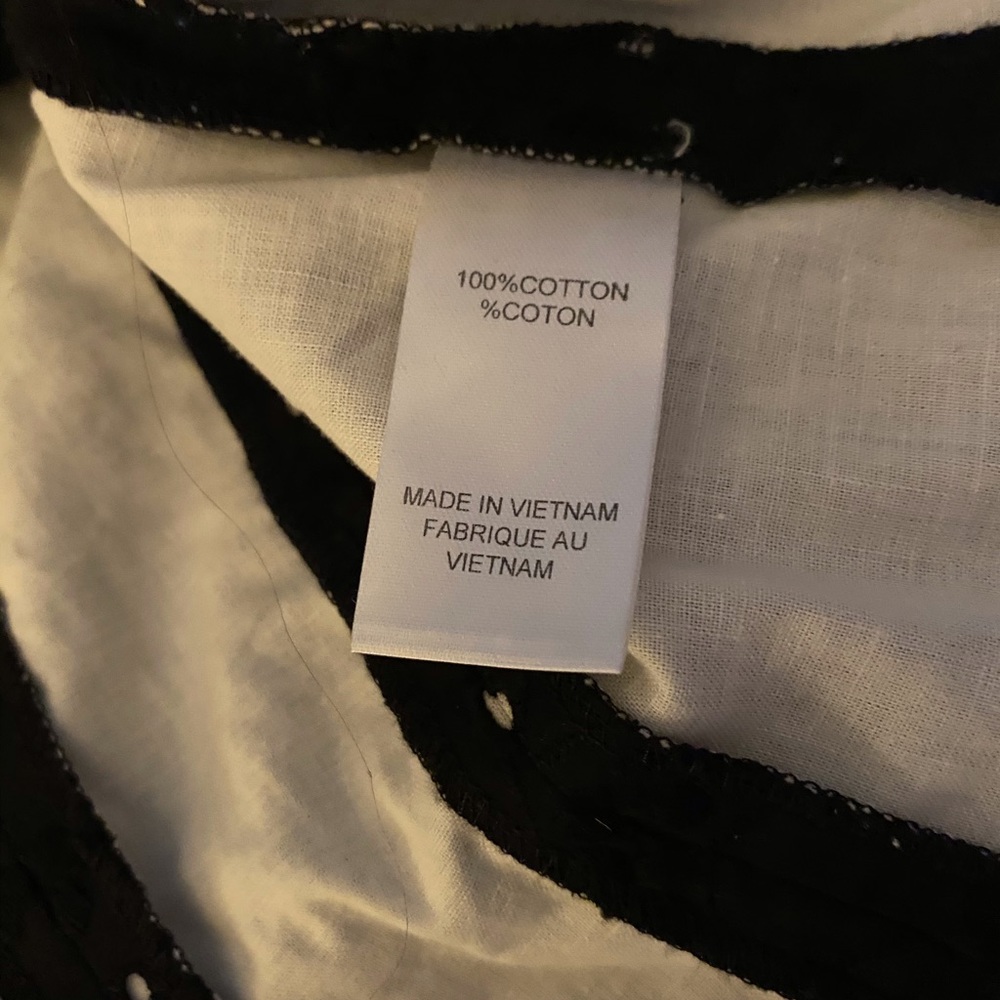 100%COTTON
%COTON
MADE IN VIETNAM
FABRIQUE AU
VIETNAM